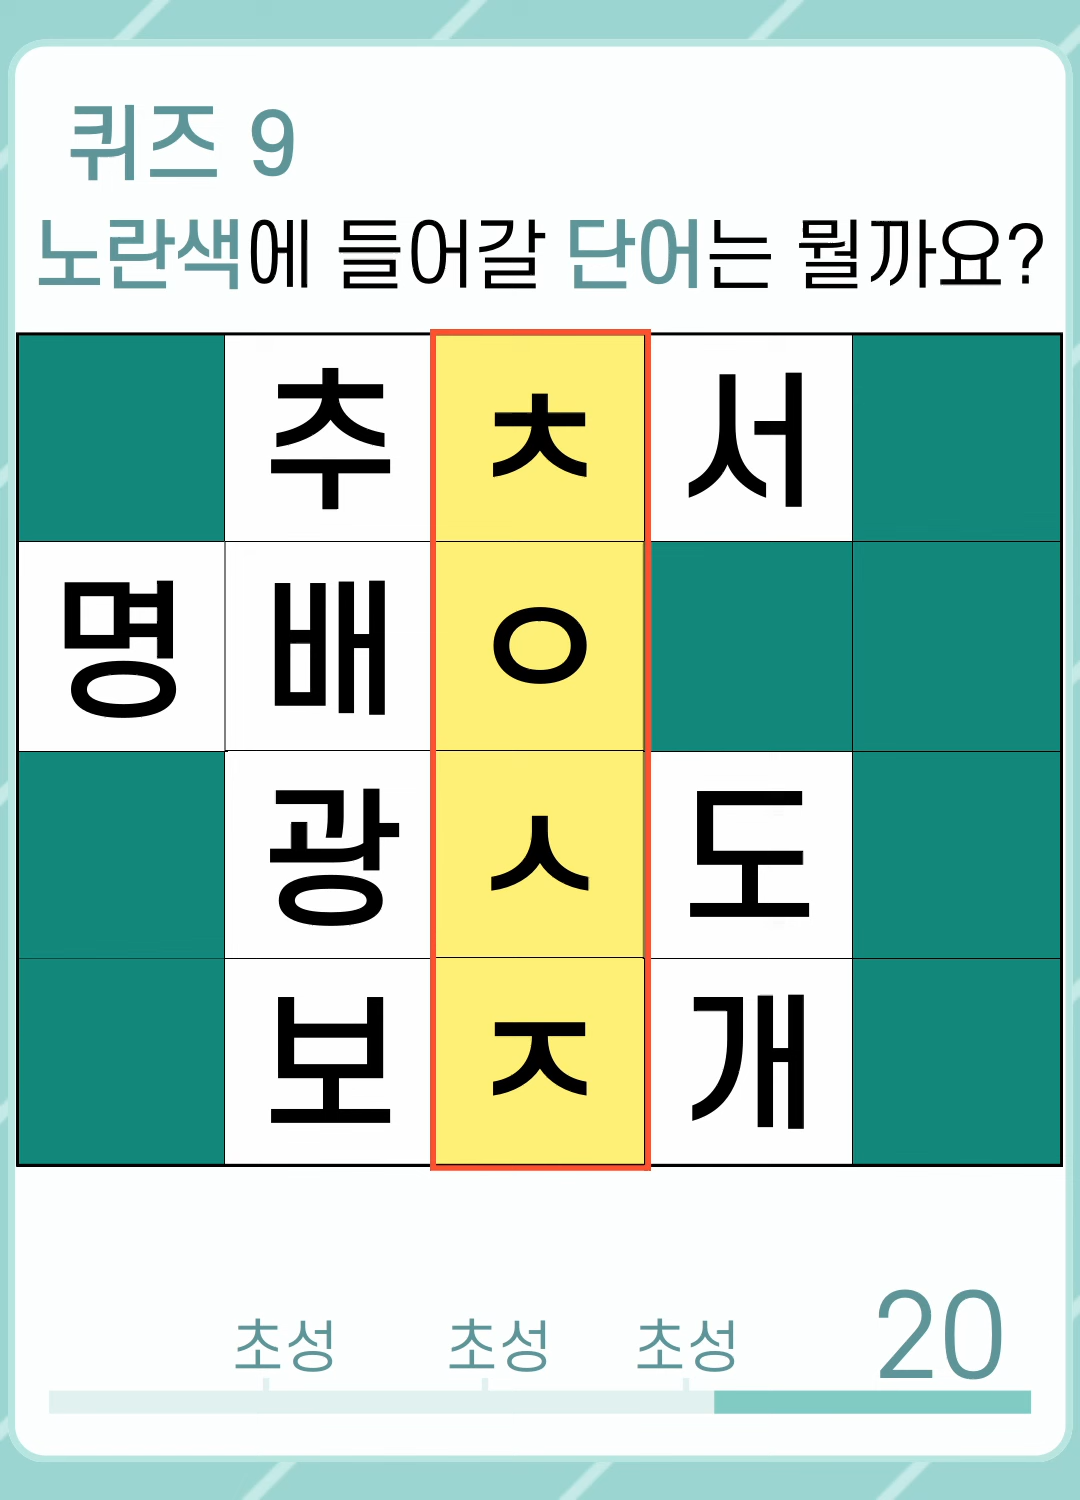 퀴즈 9
노란색에 들어갈 단어는 뭘까요?
추 ㅊ 서
명 배 ㅇ
광 ㅅ 도
보 ㅈ 개
초성 초성 초성 20